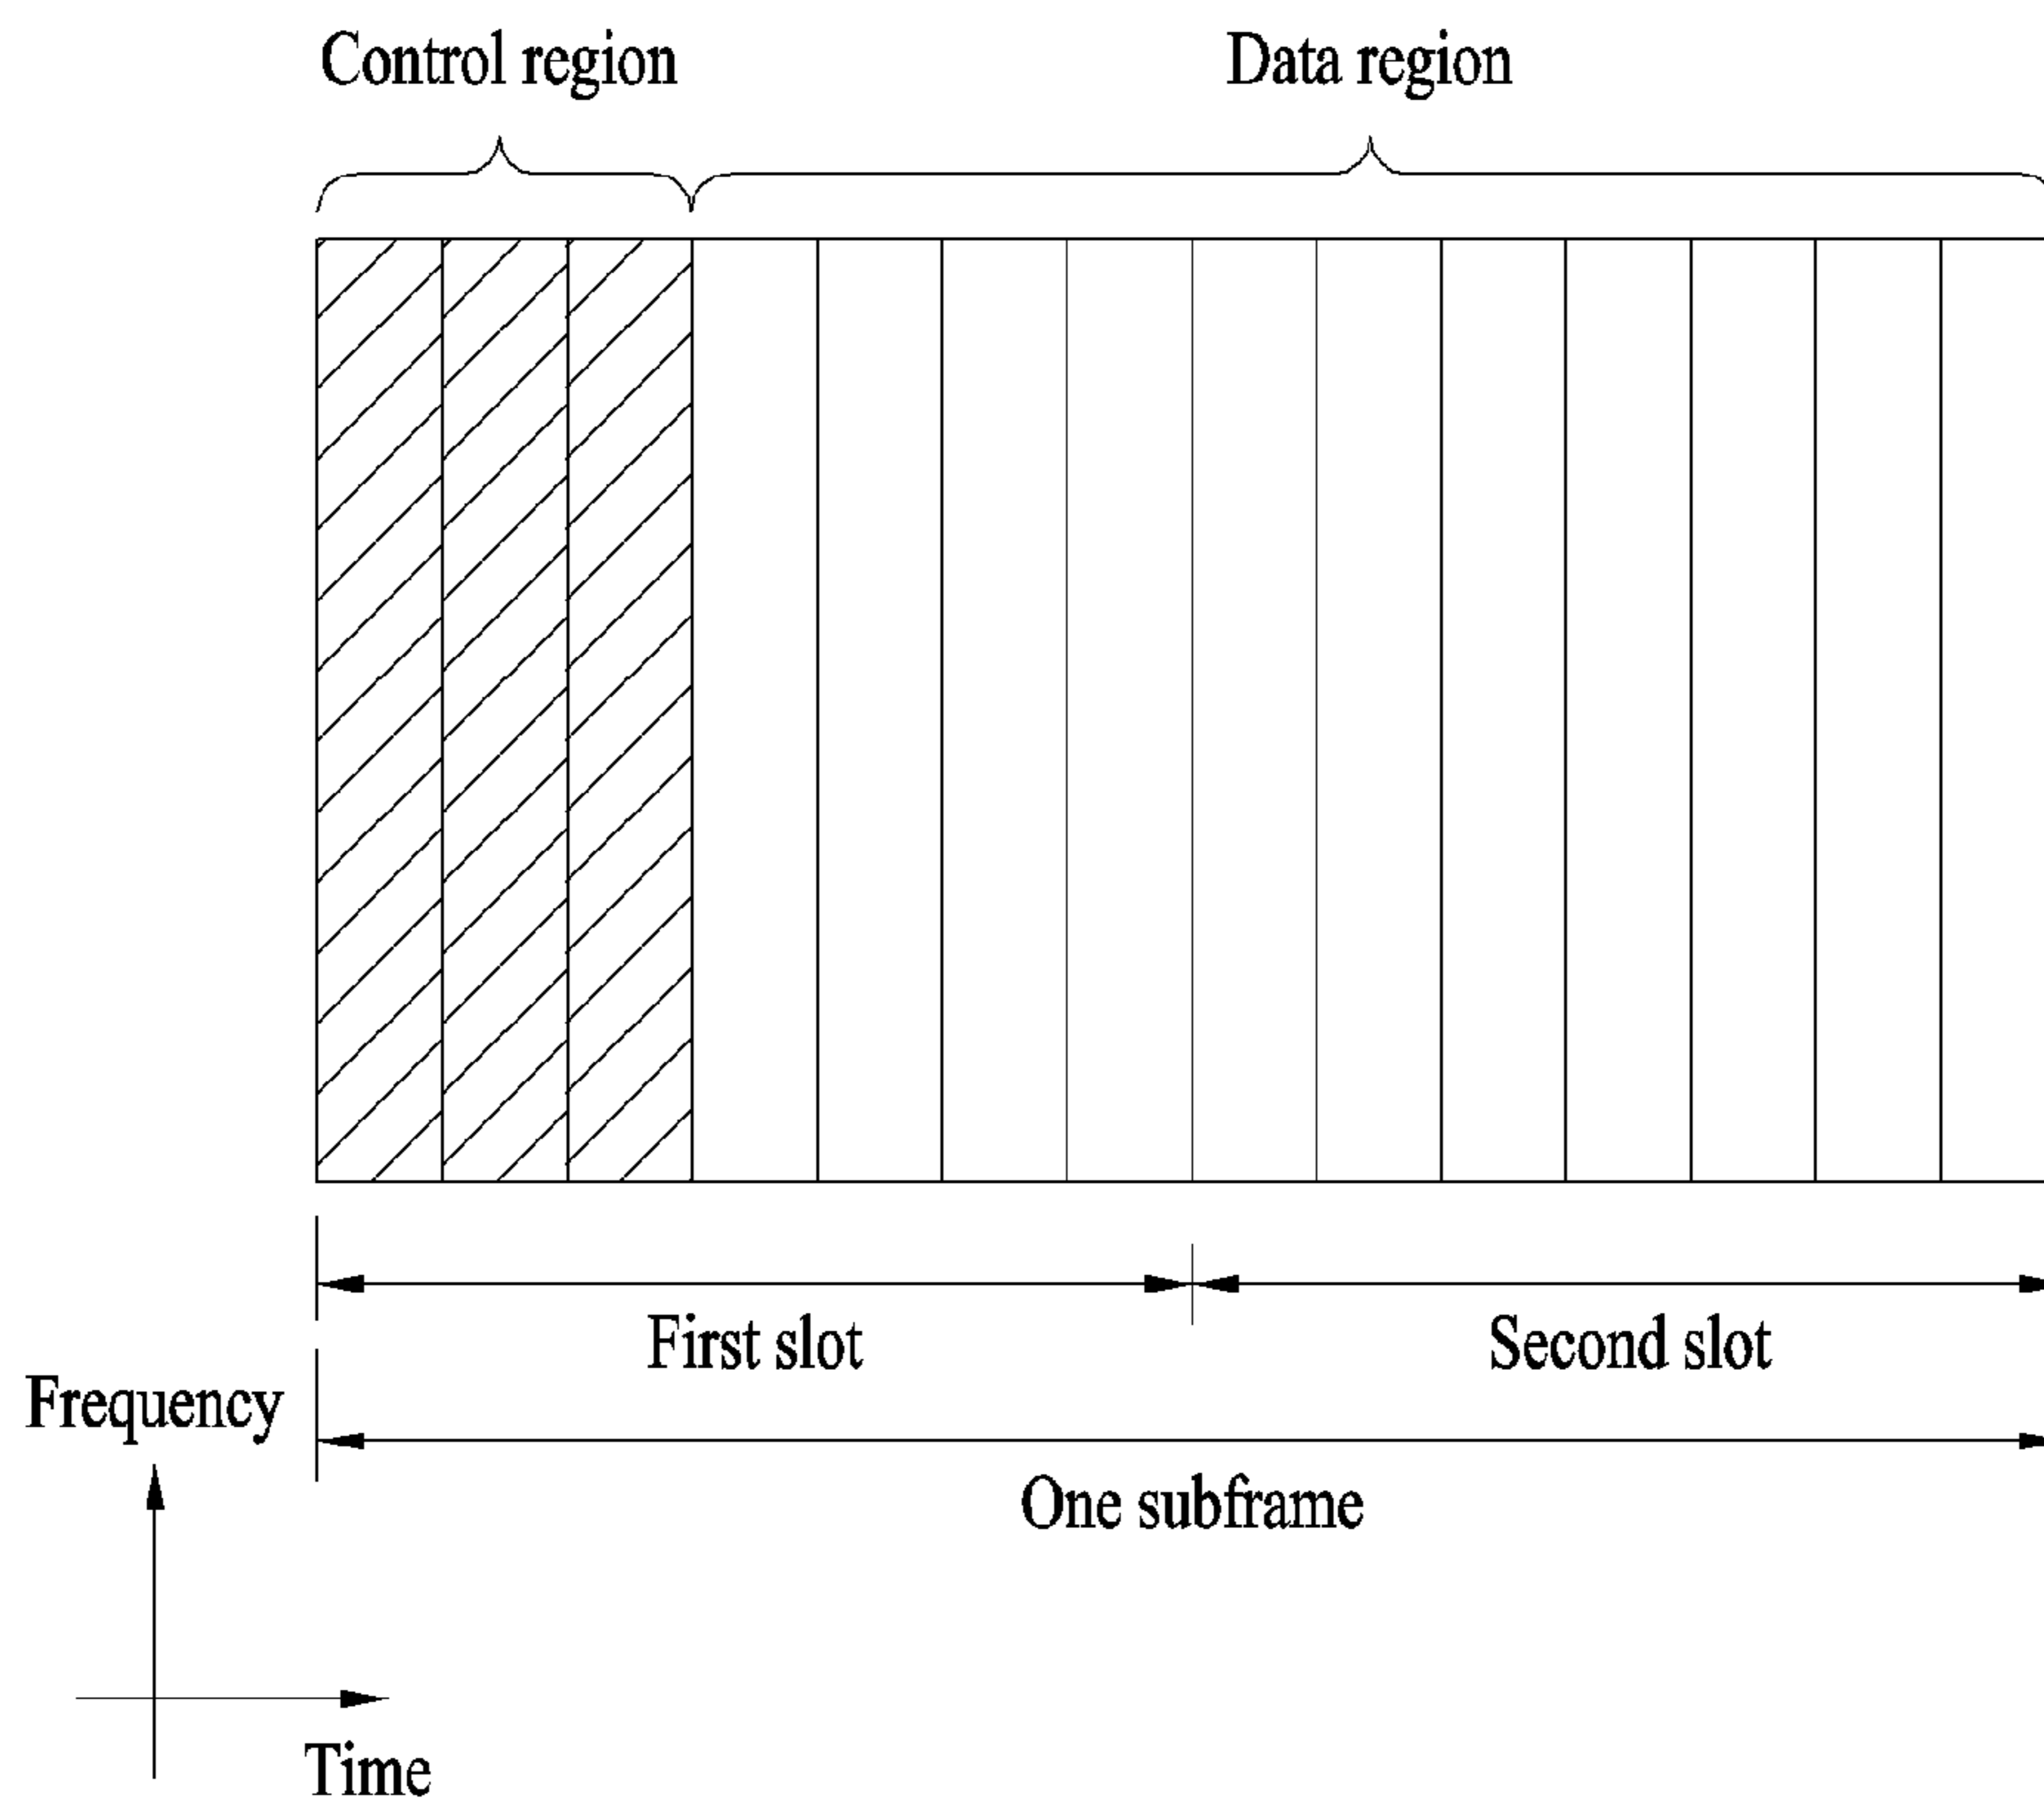 Control region
Data region
First slot
Second slot
Frequency
One subframe
Time